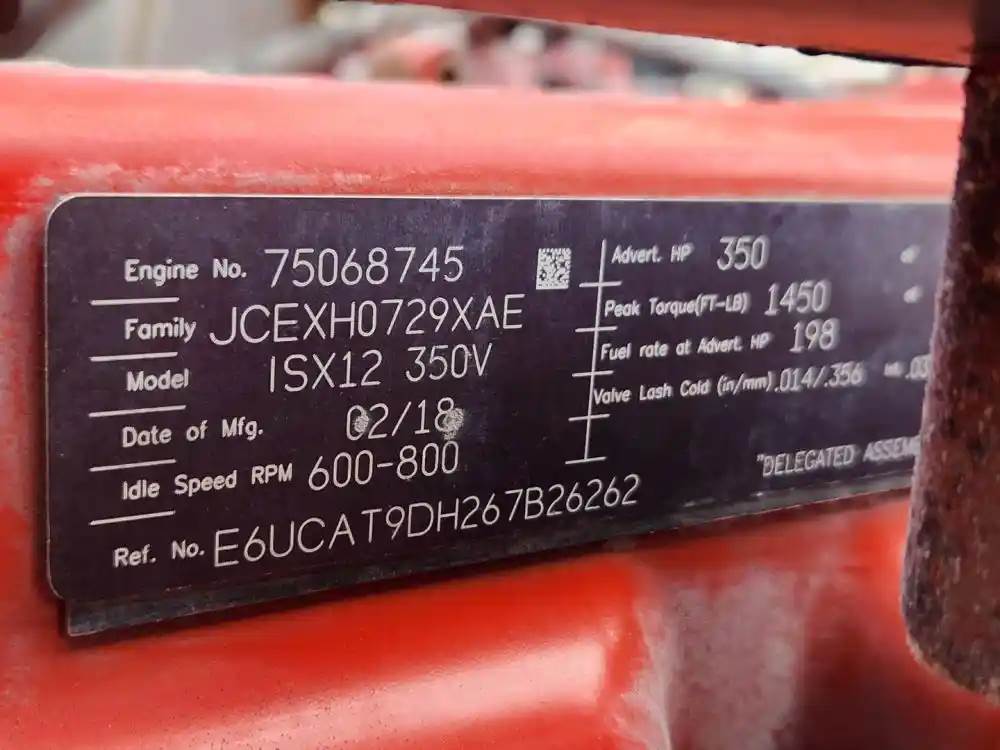 Engine No. 75068745
Family JCEXH0729XAE
Model ISX12 350V
Date of Mfg. 02/18
Idle Speed RPM 600-800
Ref. No. E6UCAT9DH267B26262
Advert. HP 350
Peak Torque(FT-LB) 1450
Fuel rate at Advert. HP 198
Valve Lash Cold (in/mm) .014/.356
"DELEGATED